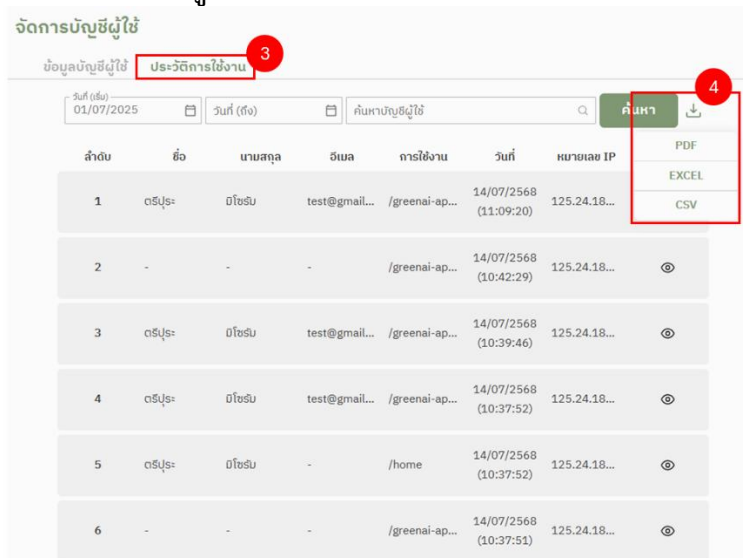 จัดการบัญชีผู้ใช้
3
ข้อมูลบัญชีผู้ใช้ ประวัติการใช้งาน
4
วันที่ (เริ่ม)
01/07/2025 วันที่ (ถึง) ค้นหาบัญชีผู้ใช้ ค้นหา
PDF
EXCEL
CSV
ลำดับ ชื่อ นามสกุล อีเมล การใช้งาน วันที่ หมายเลข IP
1 ตรีปุระ มิโซรัม test@gmail... /greenai-ap... 14/07/2568 (11:09:20) 125.24.18...
2 - - - /greenai-ap... 14/07/2568 (10:42:29) 125.24.18...
3 ตรีปุระ มิโซรัม test@gmail... /greenai-ap... 14/07/2568 (10:39:46) 125.24.18...
4 ตรีปุระ มิโซรัม test@gmail... /greenai-ap... 14/07/2568 (10:37:52) 125.24.18...
5 ตรีปุระ มิโซรัม - /home 14/07/2568 (10:37:52) 125.24.18...
6 - - - /greenai-ap... 14/07/2568 (10:37:51) 125.24.18...